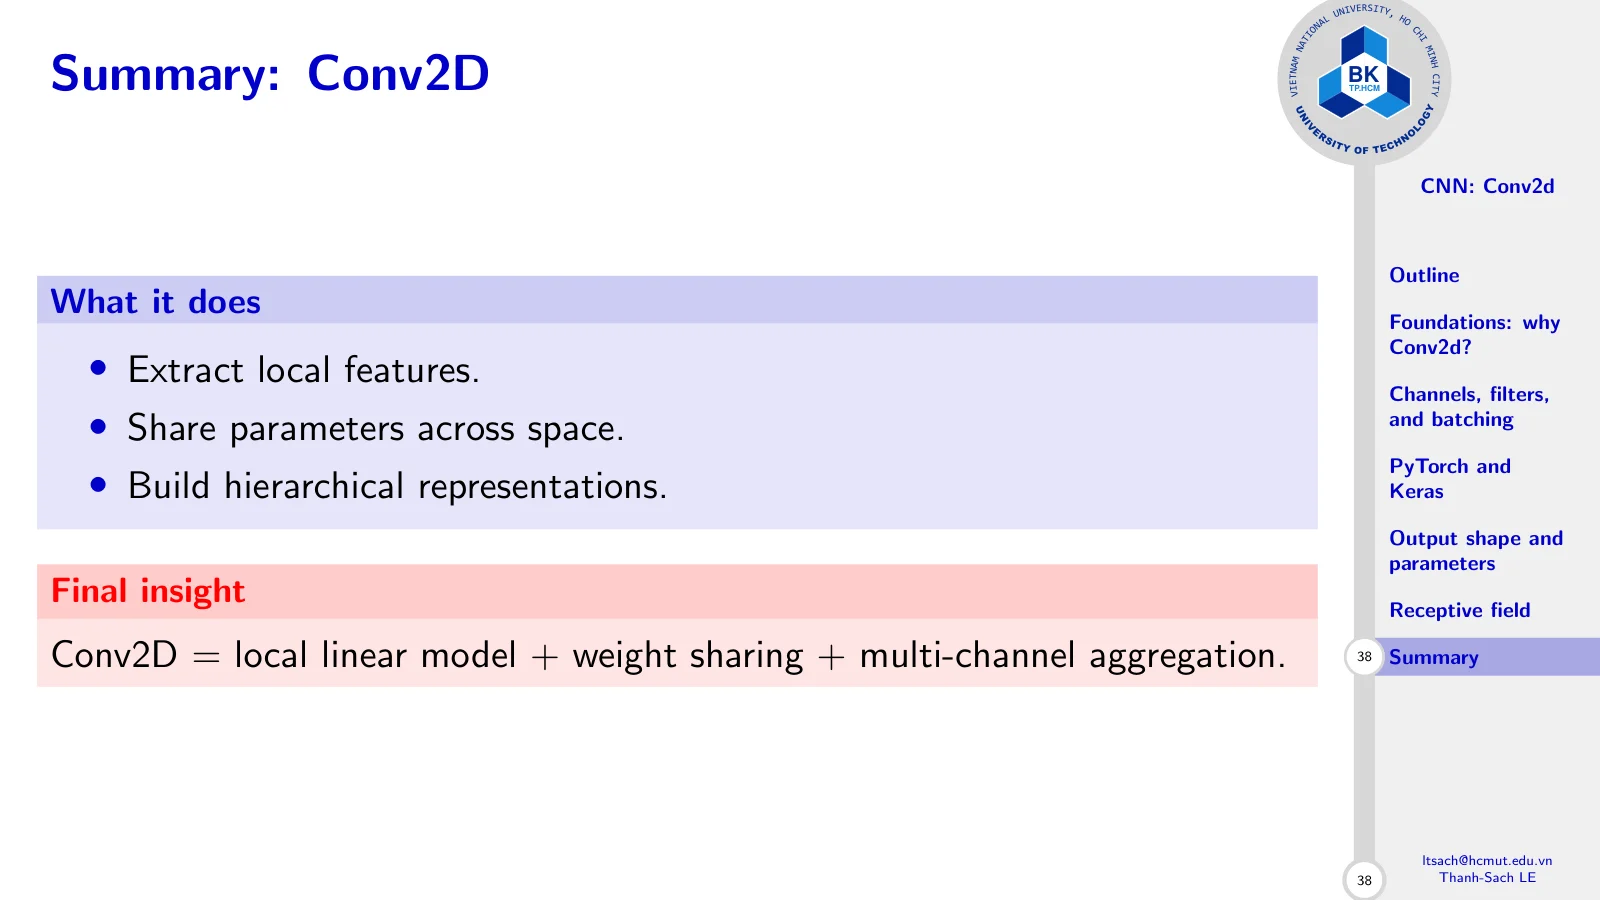 Summary: Conv2D
What it does
• Extract local features.
• Share parameters across space.
• Build hierarchical representations.
Final insight
Conv2D = local linear model + weight sharing + multi-channel aggregation.
VIETNAM NATIONAL UNIVERSITY, HO CHI MINH CITY
BK
TP.HCM
UNIVERSITY OF TECHNOLOGY
CNN: Conv2d
Outline
Foundations: why
Conv2d?
Channels, filters,
and batching
PyTorch and
Keras
Output shape and
parameters
Receptive field
38
Summary
ltsach@hcmut.edu.vn
Thanh-Sach LE
38